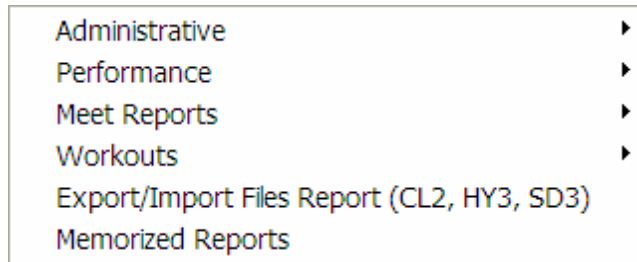 Administrative
Performance
Meet Reports
Workouts
Export/Import Files Report (CL2, HY3, SD3)
Memorized Reports